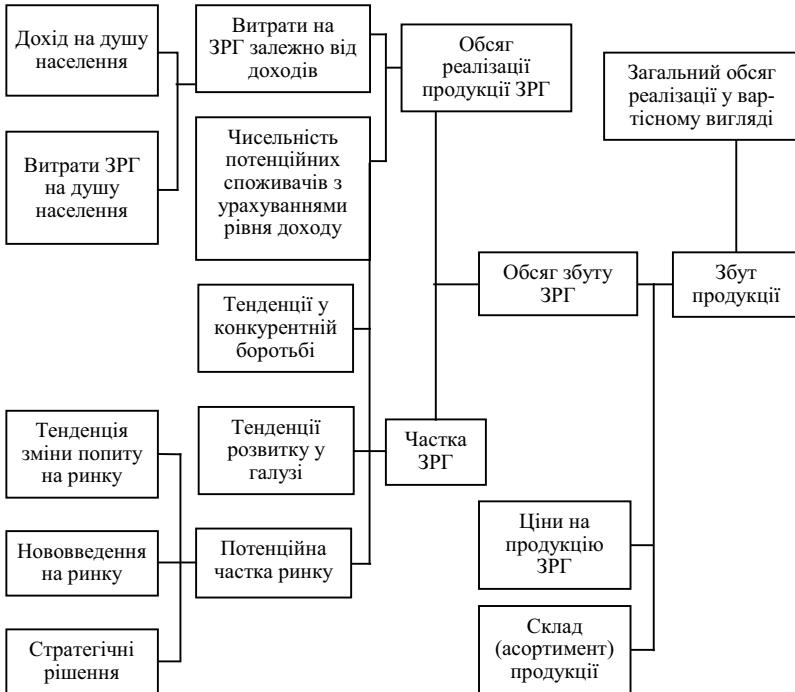 Дохід на душу
населення
Витрати на
ЗРГ залежно від
доходів
Обсяг
реалізації
продукції ЗРГ
Загальний обсяг
реалізації у вар-
тісному вигляді
Витрати ЗРГ
на душу
населення
Чисельність
потенційних
споживачів з
урахуваннями
рівня доходу
Обсяг збуту
ЗРГ
Збут
продукції
Тенденції у
конкурентній
боротьбі
Тенденція
зміни попиту
на ринку
Тенденції
розвитку у
галузі
Частка
ЗРГ
Нововведення
на ринку
Потенційна
частка ринку
Ціни на
продукцію
ЗРГ
Стратегічні
рішення
Склад
(асортимент)
продукції